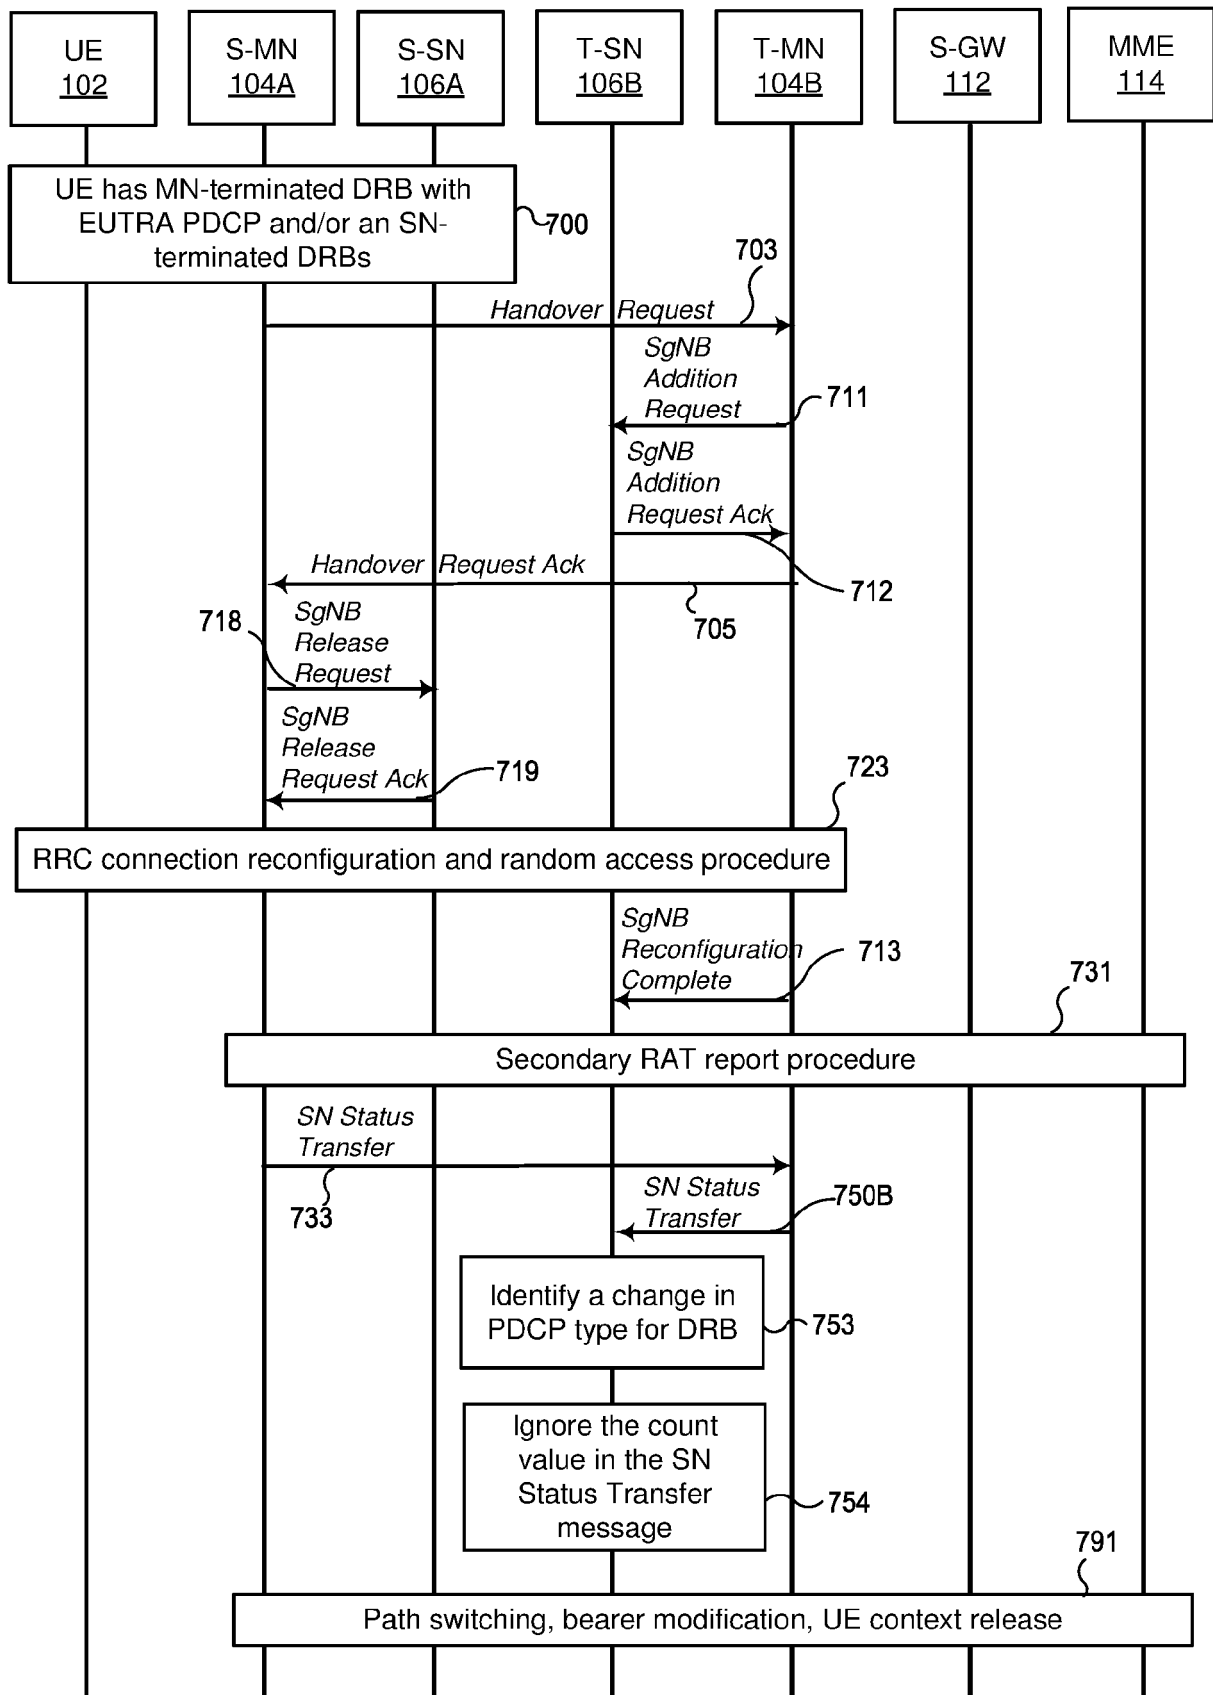 UE
102
S-MN
104A
S-SN
106A
T-SN
106B
T-MN
104B
S-GW
112
MME
114
UE has MN-terminated DRB with
EUTRA PDCP and/or an SN-
terminated DRBs
700
703
Handover Request
SgNB
Addition
Request
711
SgNB
Addition
Request Ack
712
Handover Request Ack
705
718
SgNB
Release
Request
SgNB
Release
Request Ack
719
723
RRC connection reconfiguration and random access procedure
SgNB
Reconfiguration
Complete
713
731
Secondary RAT report procedure
SN Status
Transfer
733
SN Status
Transfer
750B
Identify a change in
PDCP type for DRB
753
Ignore the count
value in the SN
Status Transfer
message
754
791
Path switching, bearer modification, UE context release